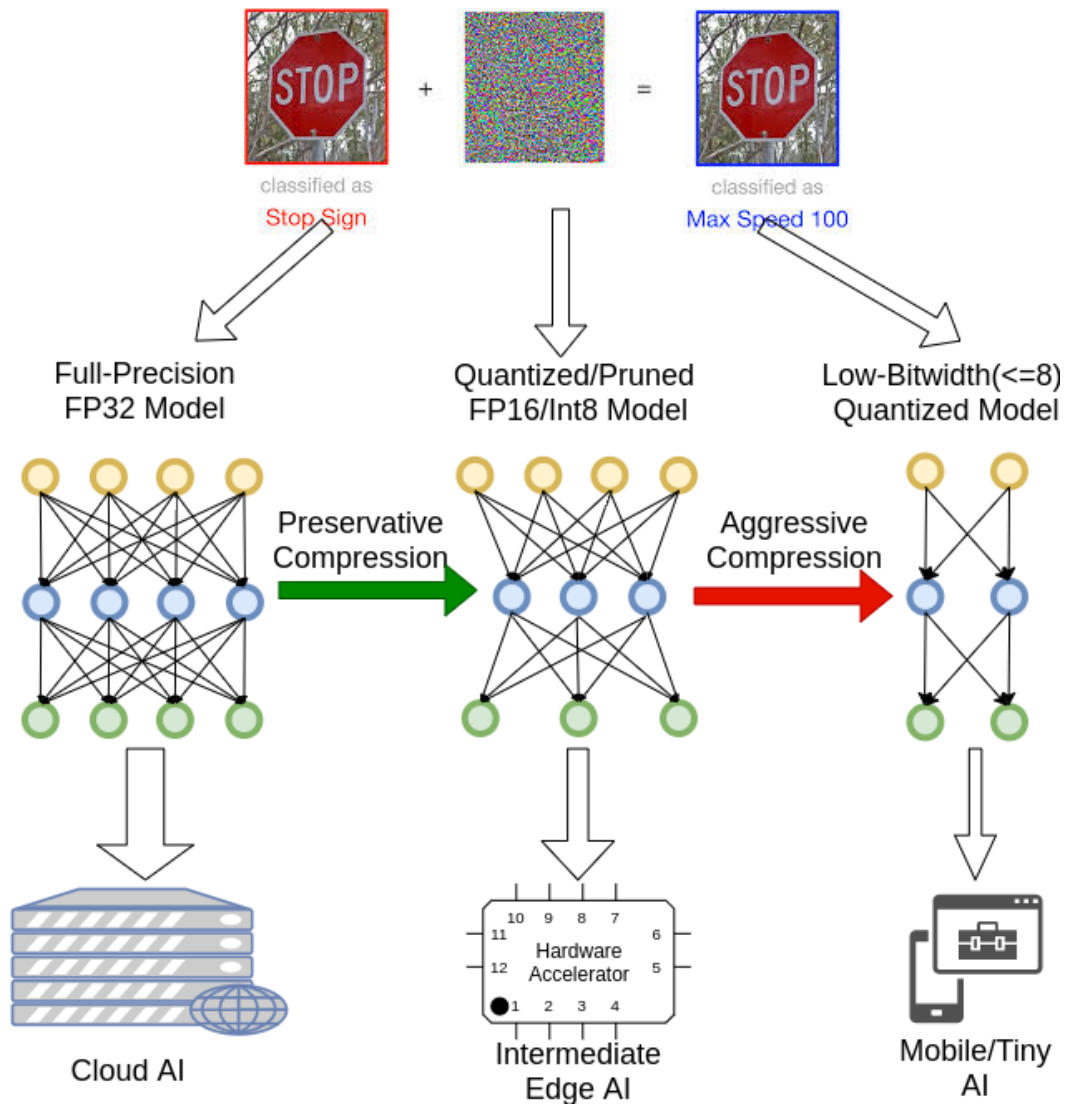 STOP
+
=
STOP
classified as
Stop Sign
classified as
Max Speed 100
Full-Precision
FP32 Model
Quantized/Pruned
FP16/Int8 Model
Low-Bitwidth(<=8)
Quantized Model
Preservative
Compression
Aggressive
Compression
10 9 8 7
11
Hardware
6
12
Accelerator
5
1 2 3 4
Cloud AI
Intermediate
Edge AI
Mobile/Tiny
AI